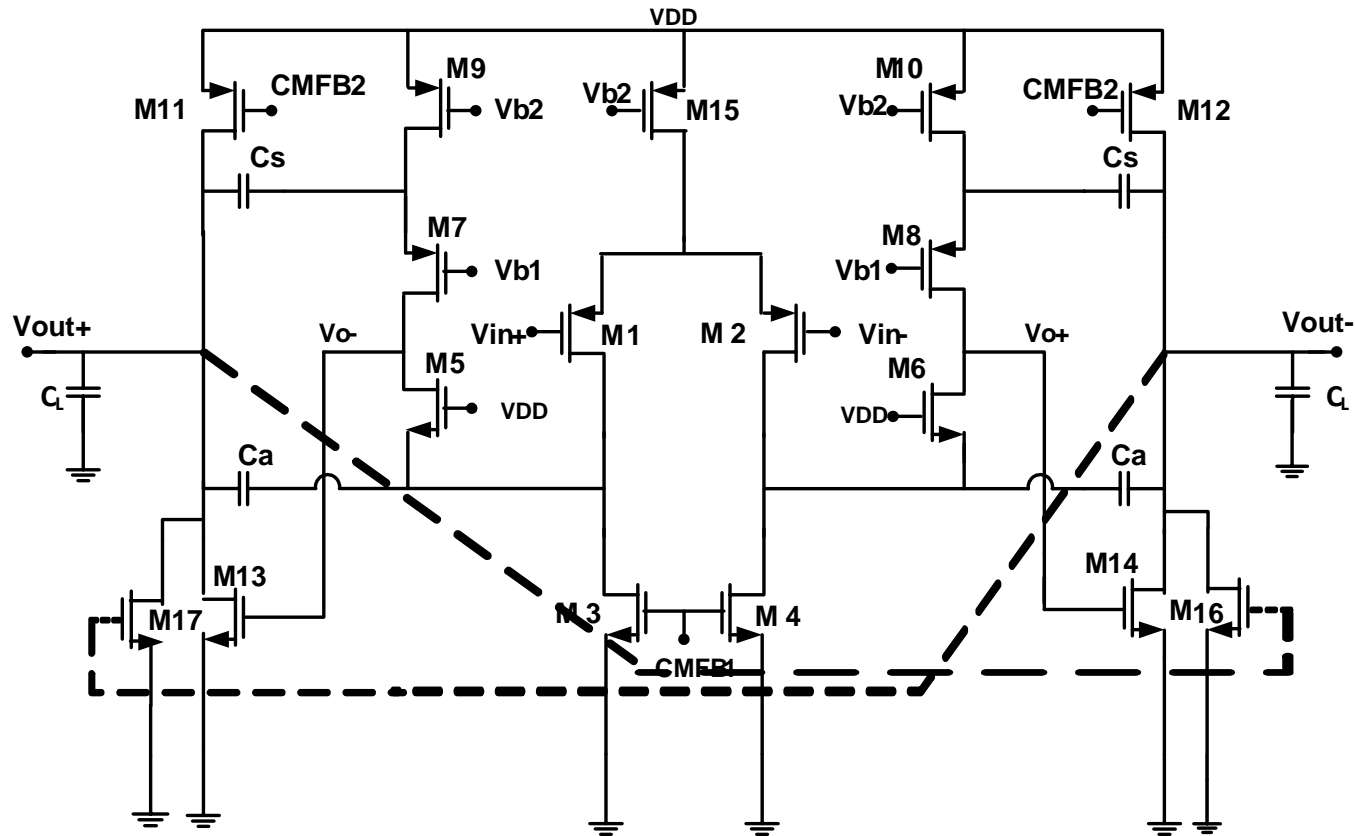 VDD
M9
M10
CMFB2
CMFB2
M11
Vb2
Vb2
M15
Vb2
M12
Cs
Cs
M7
M8
Vb1
Vb1
Vout+
Vo-
Vin+
M1
M 2
Vin-
Vo+
Vout-
M5
M6
CL
VDD
VDD
CL
Ca
Ca
M13
M14
M17
M 3
M 4
M16
CMFB1